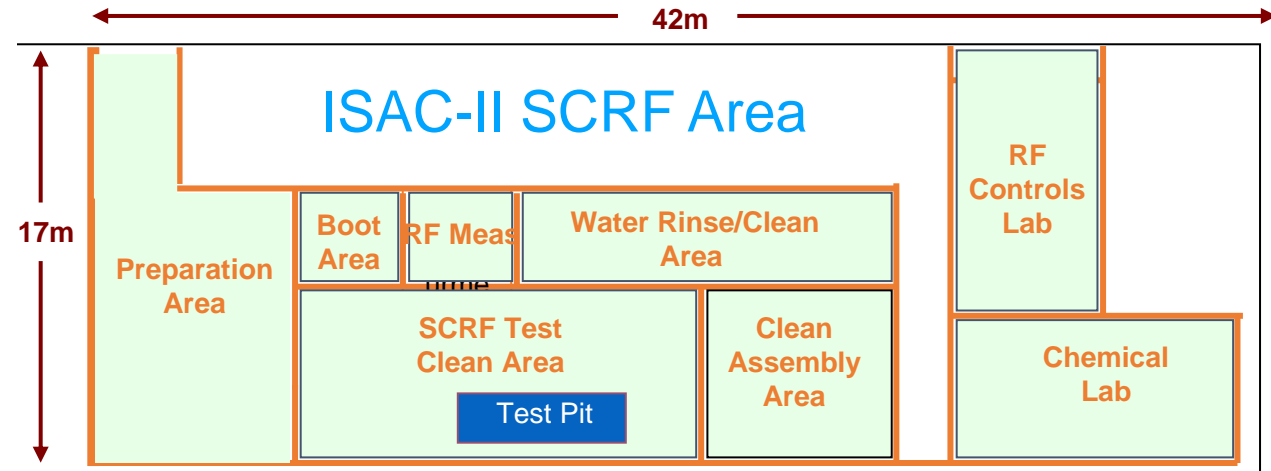 42m
ISAC-II SCRF Area
17m
RF
Controls
Lab
Boot
Area
RF Meas
Water Rinse/Clean
Area
Preparation
Area
SCRF Test
Clean Area
Clean
Assembly
Area
Chemical
Lab
Test Pit